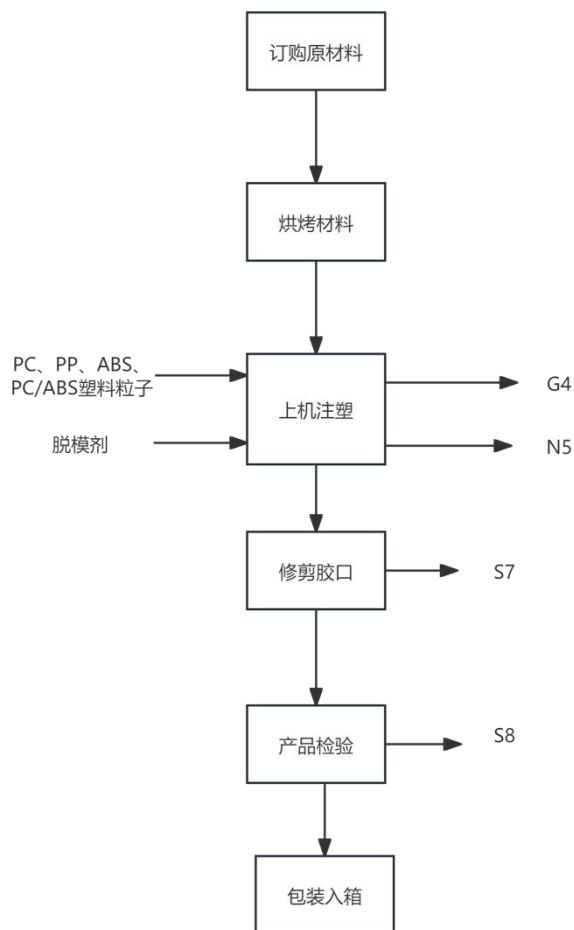 订购原材料
烘烤材料
PC、PP、ABS、
PC/ABS塑料粒子
脱模剂
上机注塑
G4
N5
修剪胶口
S7
产品检验
S8
包装入箱